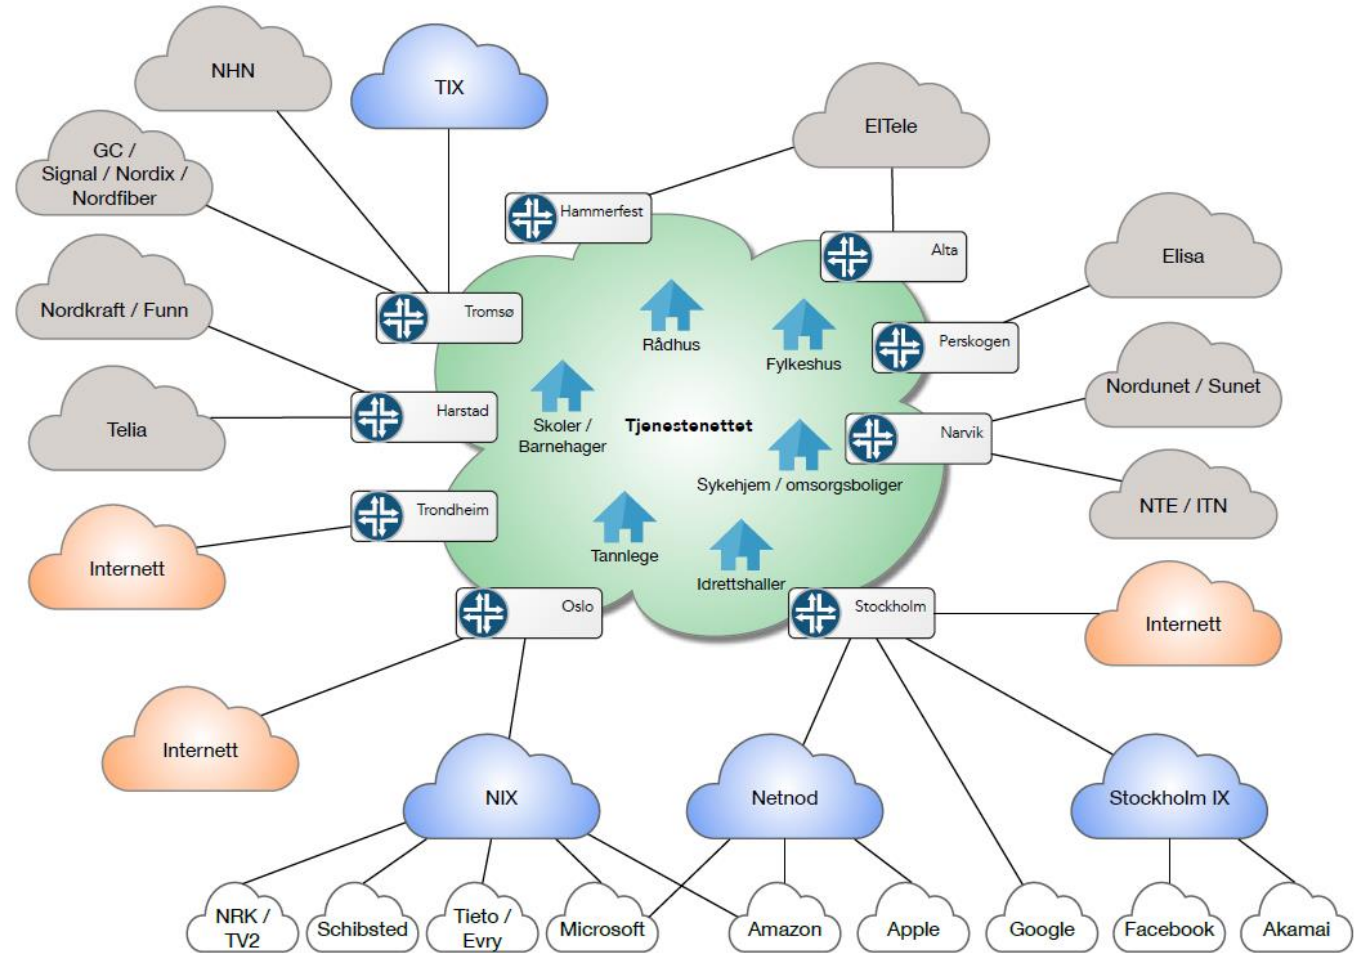 NHN
TIX
ElTele
GC /
Signal / Nordix /
Nordfiber
Hammerfest
Alta
Elisa
Nordkraft / Funn
Tromsø
Rådhus
Fylkeshus
Perskogen
Nordunet / Sunet
Telia
Harstad
Skoler /
Barnehager
Tjenestenettet
Narvik
Sykehjem / omsorgsboliger
NTE / ITN
Trondheim
Internett
Tannlege
Idrettshaller
Oslo
Stockholm
Internett
Internett
NIX
Netnod
Stockholm IX
NRK /
TV2
Schibsted
Tieto /
Evry
Microsoft
Amazon
Apple
Google
Facebook
Akamai